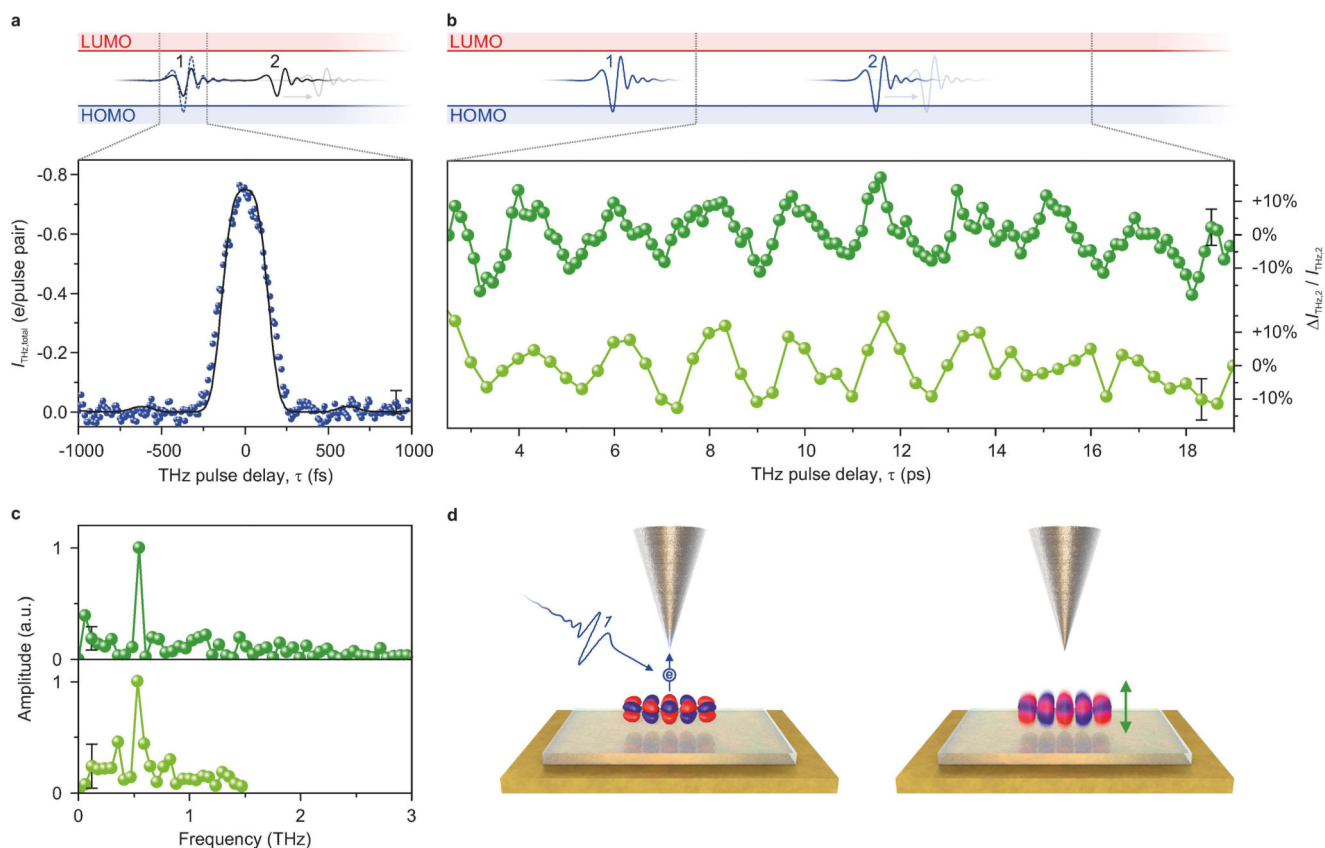 a
LUMO
1
2
HOMO
-0.8
-0.6
-0.4
-0.2
0.0
I_THz,total (e/pulse pair)
-1000
-500
0
500
1000
THz pulse delay, τ (fs)
b
LUMO
1
2
HOMO
+10%
0%
-10%
+10%
0%
-10%
ΔI_THz,2 / I_THz,2
4
6
8
10
12
14
16
18
THz pulse delay, τ (ps)
c
1
0
1
0
Amplitude (a.u.)
0
1
2
3
Frequency (THz)
d
1
e